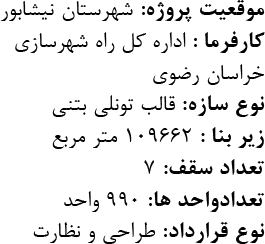 موقعیت پروژه: شهرستان نیشابور
کارفرما : اداره کل راه شهرسازی
خراسان رضوی
نوع سازه: قالب تونلی بتنی
زیر بنا : ۱۰۹۶۶۲ متر مربع
تعداد سقف: ۷
تعدادواحد ها: ۹۹۰ واحد
نوع قرارداد: طراحی و نظارت